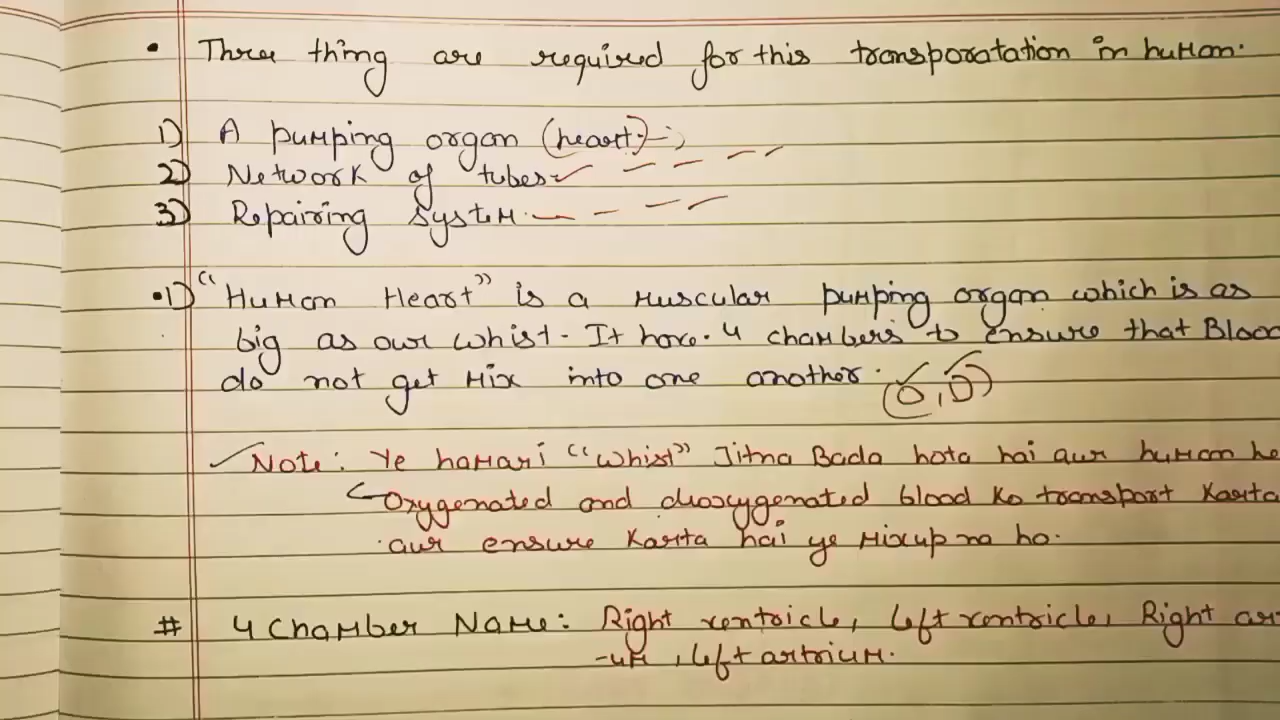 • Three thing are required for this transporatation in human.
1) A pumping organ (heart.) - ;
2) Network of tubes
3) Repairing system.
•1) "Human Heart" is a muscular pumping organ which is as
big as our whist. It have. 4 chambers to ensure that Blood
do not get mix into one another. (O, D)
Note: Ye hamari "whist" Jitna Bada hota hai aur human he
Oxygenated and deoxygenated blood ko transport Karta
aur ensure Karta hai ye mixup na ho.
# 4 chamber Name: Right ventricle, left ventricle, Right ar
-um, left artrium.